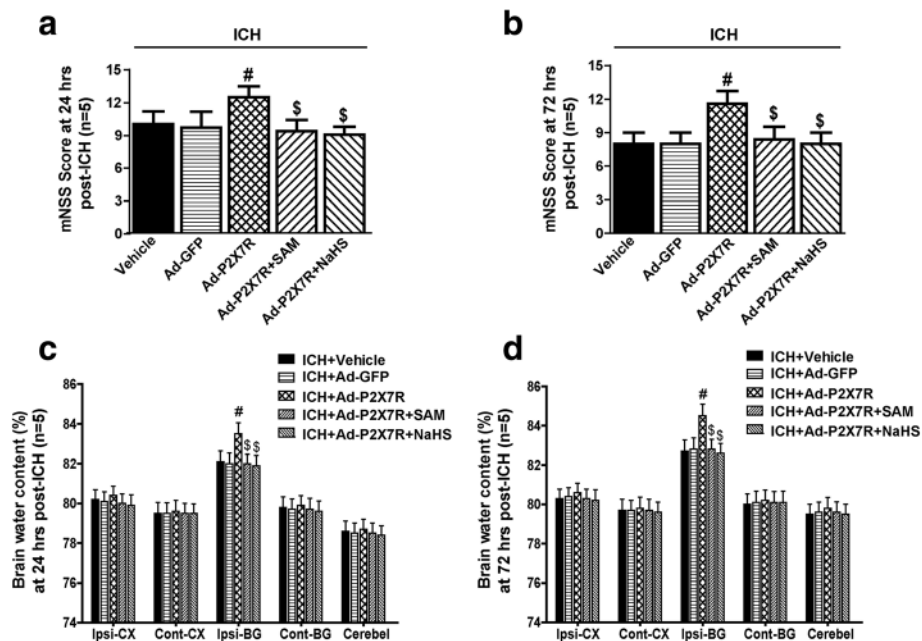 a
ICH
mNSS Score at 24 hrs
post-ICH (n=5)
15
12
9
6
3
0
#
$
$
Vehicle
Ad-GFP
Ad-P2X7R
Ad-P2X7R+SAM
Ad-P2X7R+NaHS
b
ICH
mNSS Score at 72 hrs
post-ICH (n=5)
15
12
9
6
3
0
#
$
$
Vehicle
Ad-GFP
Ad-P2X7R
Ad-P2X7R+SAM
Ad-P2X7R+NaHS
c
ICH+Vehicle
ICH+Ad-GFP
ICH+Ad-P2X7R
ICH+Ad-P2X7R+SAM
ICH+Ad-P2X7R+NaHS
Brain water content (%)
at 24 hrs post-ICH (n=5)
86
84
82
80
78
76
74
#
$ $
Ipsi-CX Cont-CX Ipsi-BG Cont-BG Cerebel
d
ICH+Vehicle
ICH+Ad-GFP
ICH+Ad-P2X7R
ICH+Ad-P2X7R+SAM
ICH+Ad-P2X7R+NaHS
Brain water content (%)
at 72 hrs post-ICH (n=5)
86
84
82
80
78
76
74
#
$ $
Ipsi-CX Cont-CX Ipsi-BG Cont-BG Cerebel